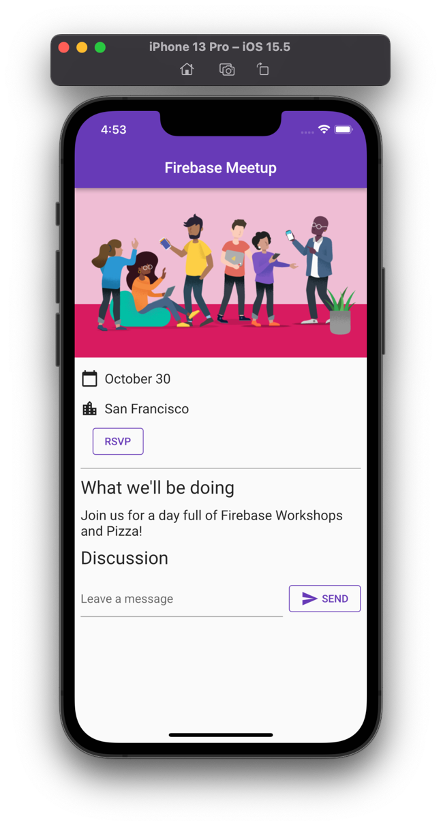 iPhone 13 Pro – iOS 15.5
4:53
Firebase Meetup
October 30
San Francisco
RSVP
What we'll be doing
Join us for a day full of Firebase Workshops
and Pizza!
Discussion
Leave a message
SEND